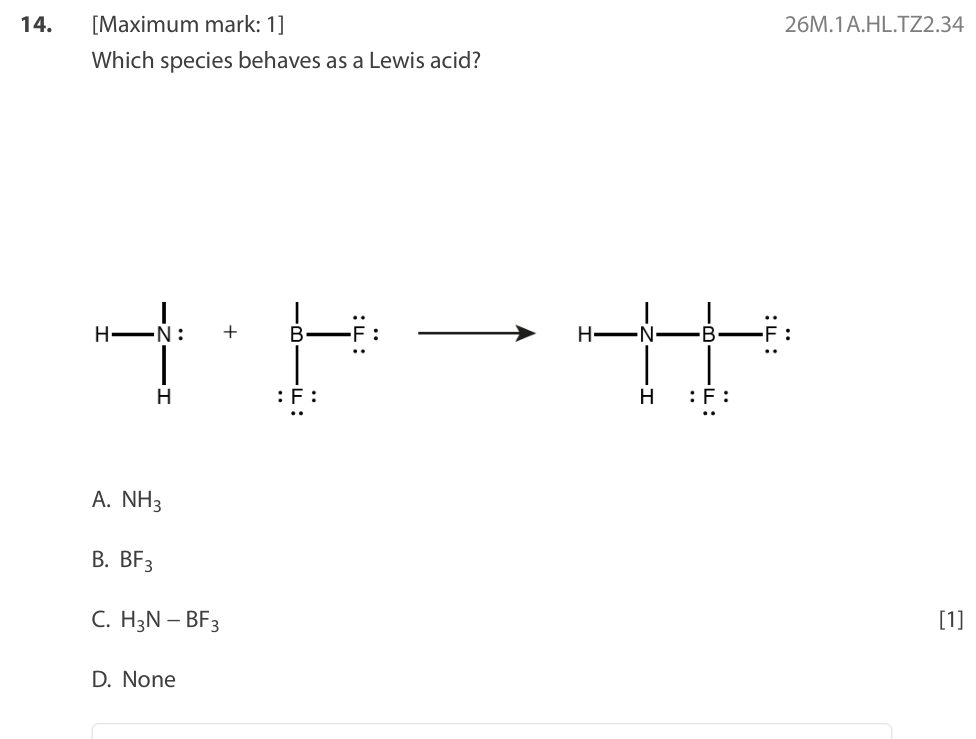 14. [Maximum mark: 1] 26M.1A.HL.TZ2.34
Which species behaves as a Lewis acid?
H—N: + B—F: → H—N—B—F:
H :F: H :F:
A. NH₃
B. BF₃
C. H₃N – BF₃ [1]
D. None